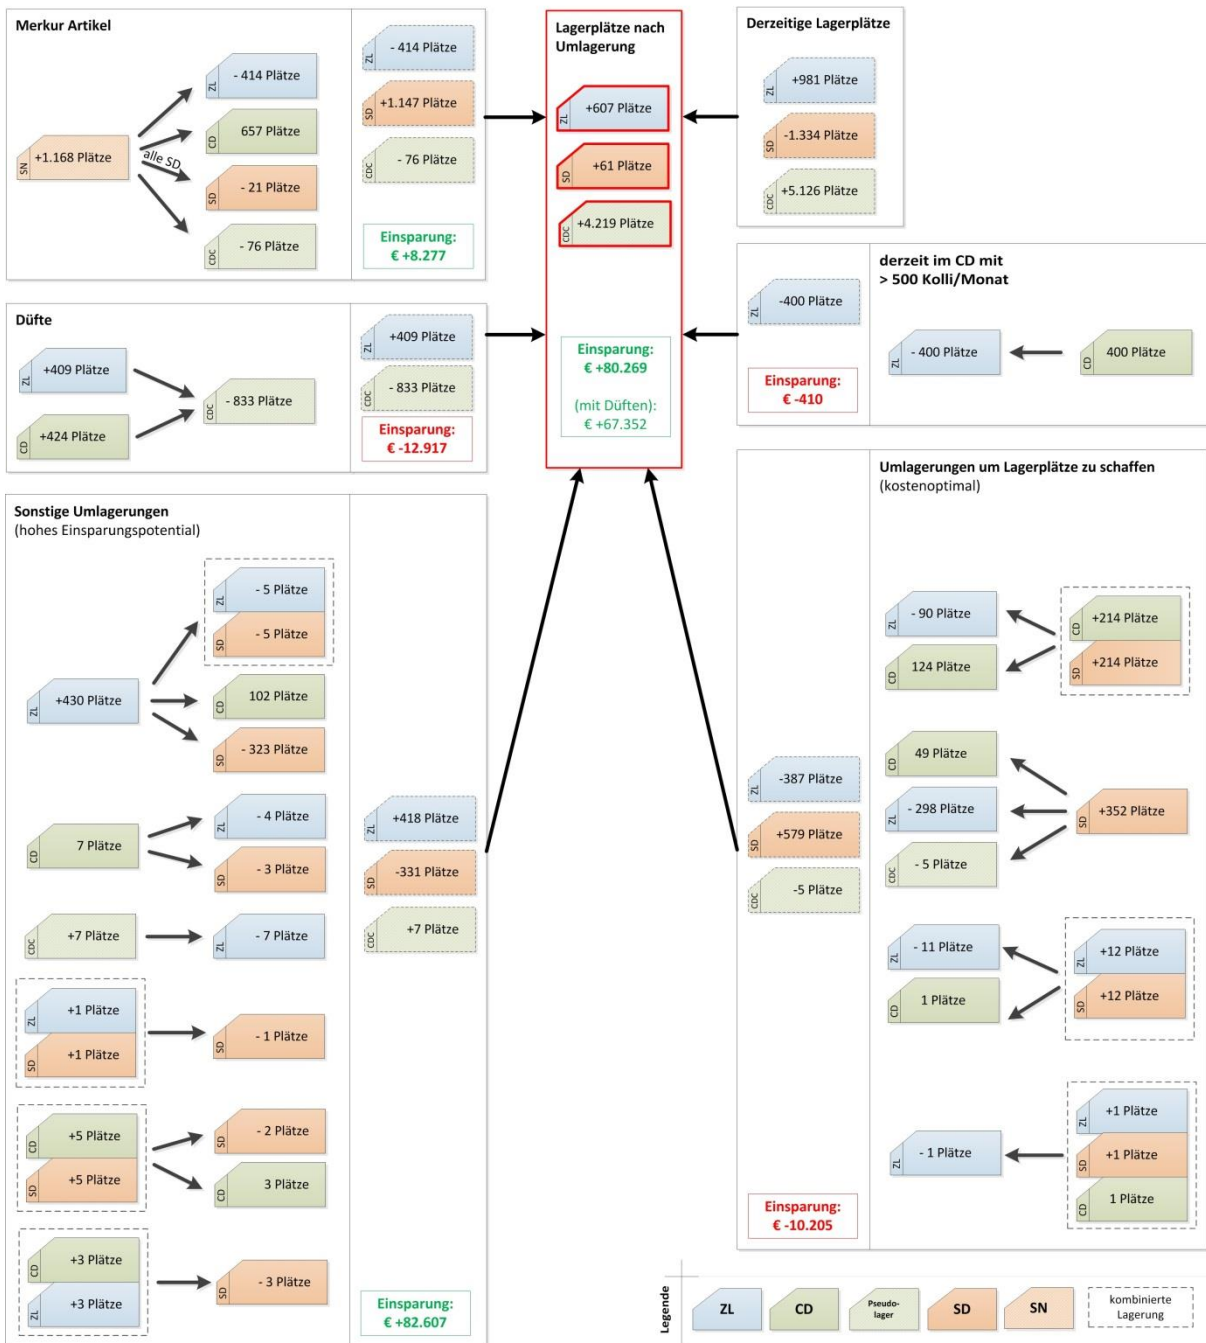 Merkur Artikel
SN
+1.168 Plätze
alle SD
ZL
- 414 Plätze
CD
657 Plätze
SD
- 21 Plätze
CDC
- 76 Plätze
ZL
- 414 Plätze
SD
+1.147 Plätze
CDC
- 76 Plätze
Einsparung:
€ +8.277
Lagerplätze nach
Umlagerung
ZL
+607 Plätze
SD
+61 Plätze
CDC
+4.219 Plätze
Einsparung:
€ +80.269
(mit Düften):
€ +67.352
Derzeitige Lagerplätze
ZL
+981 Plätze
SD
-1.334 Plätze
CDC
+5.126 Plätze
derzeit im CD mit
> 500 Kolli/Monat
ZL
-400 Plätze
Einsparung:
€ -410
ZL
- 400 Plätze
CD
400 Plätze
Düfte
ZL
+409 Plätze
CD
+424 Plätze
CDC
- 833 Plätze
ZL
+409 Plätze
CDC
- 833 Plätze
Einsparung:
€ -12.917
Sonstige Umlagerungen
(hohes Einsparungspotential)
ZL
+430 Plätze
ZL
- 5 Plätze
SD
- 5 Plätze
CD
102 Plätze
SD
- 323 Plätze
CD
7 Plätze
ZL
- 4 Plätze
SD
- 3 Plätze
CDC
+7 Plätze
ZL
- 7 Plätze
ZL
+1 Plätze
SD
+1 Plätze
SD
- 1 Plätze
CD
+5 Plätze
SD
+5 Plätze
SD
- 2 Plätze
CD
3 Plätze
CD
+3 Plätze
ZL
+3 Plätze
SD
- 3 Plätze
ZL
+418 Plätze
SD
-331 Plätze
CDC
+7 Plätze
Einsparung:
€ +82.607
Umlagerungen um Lagerplätze zu schaffen
(kostenoptimal)
ZL
-387 Plätze
SD
+579 Plätze
CDC
-5 Plätze
Einsparung:
€ -10.205
ZL
- 90 Plätze
CD
124 Plätze
CD
+214 Plätze
SD
+214 Plätze
CD
49 Plätze
ZL
- 298 Plätze
CDC
- 5 Plätze
SD
+352 Plätze
ZL
- 11 Plätze
CD
1 Plätze
ZL
+12 Plätze
SD
+12 Plätze
ZL
- 1 Plätze
ZL
+1 Plätze
SD
+1 Plätze
CD
1 Plätze
Legende
ZL
CD
Pseudo-
lager
SD
SN
kombinierte
Lagerung